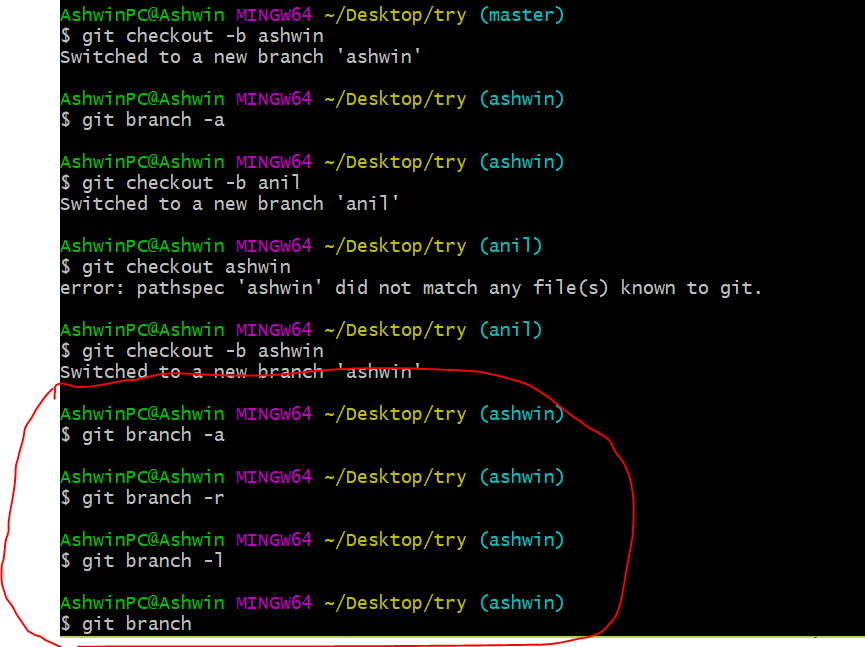 AshwinPC@Ashwin MINGW64 ~/Desktop/try (master)
$ git checkout -b ashwin
Switched to a new branch 'ashwin'
AshwinPC@Ashwin MINGW64 ~/Desktop/try (ashwin)
$ git branch -a
AshwinPC@Ashwin MINGW64 ~/Desktop/try (ashwin)
$ git checkout -b anil
Switched to a new branch 'anil'
AshwinPC@Ashwin MINGW64 ~/Desktop/try (anil)
$ git checkout ashwin
error: pathspec 'ashwin' did not match any file(s) known to git.
AshwinPC@Ashwin MINGW64 ~/Desktop/try (anil)
$ git checkout -b ashwin
Switched to a new branch 'ashwin'
AshwinPC@Ashwin MINGW64 ~/Desktop/try (ashwin)
$ git branch -a
AshwinPC@Ashwin MINGW64 ~/Desktop/try (ashwin)
$ git branch -r
AshwinPC@Ashwin MINGW64 ~/Desktop/try (ashwin)
$ git branch -l
AshwinPC@Ashwin MINGW64 ~/Desktop/try (ashwin)
$ git branch